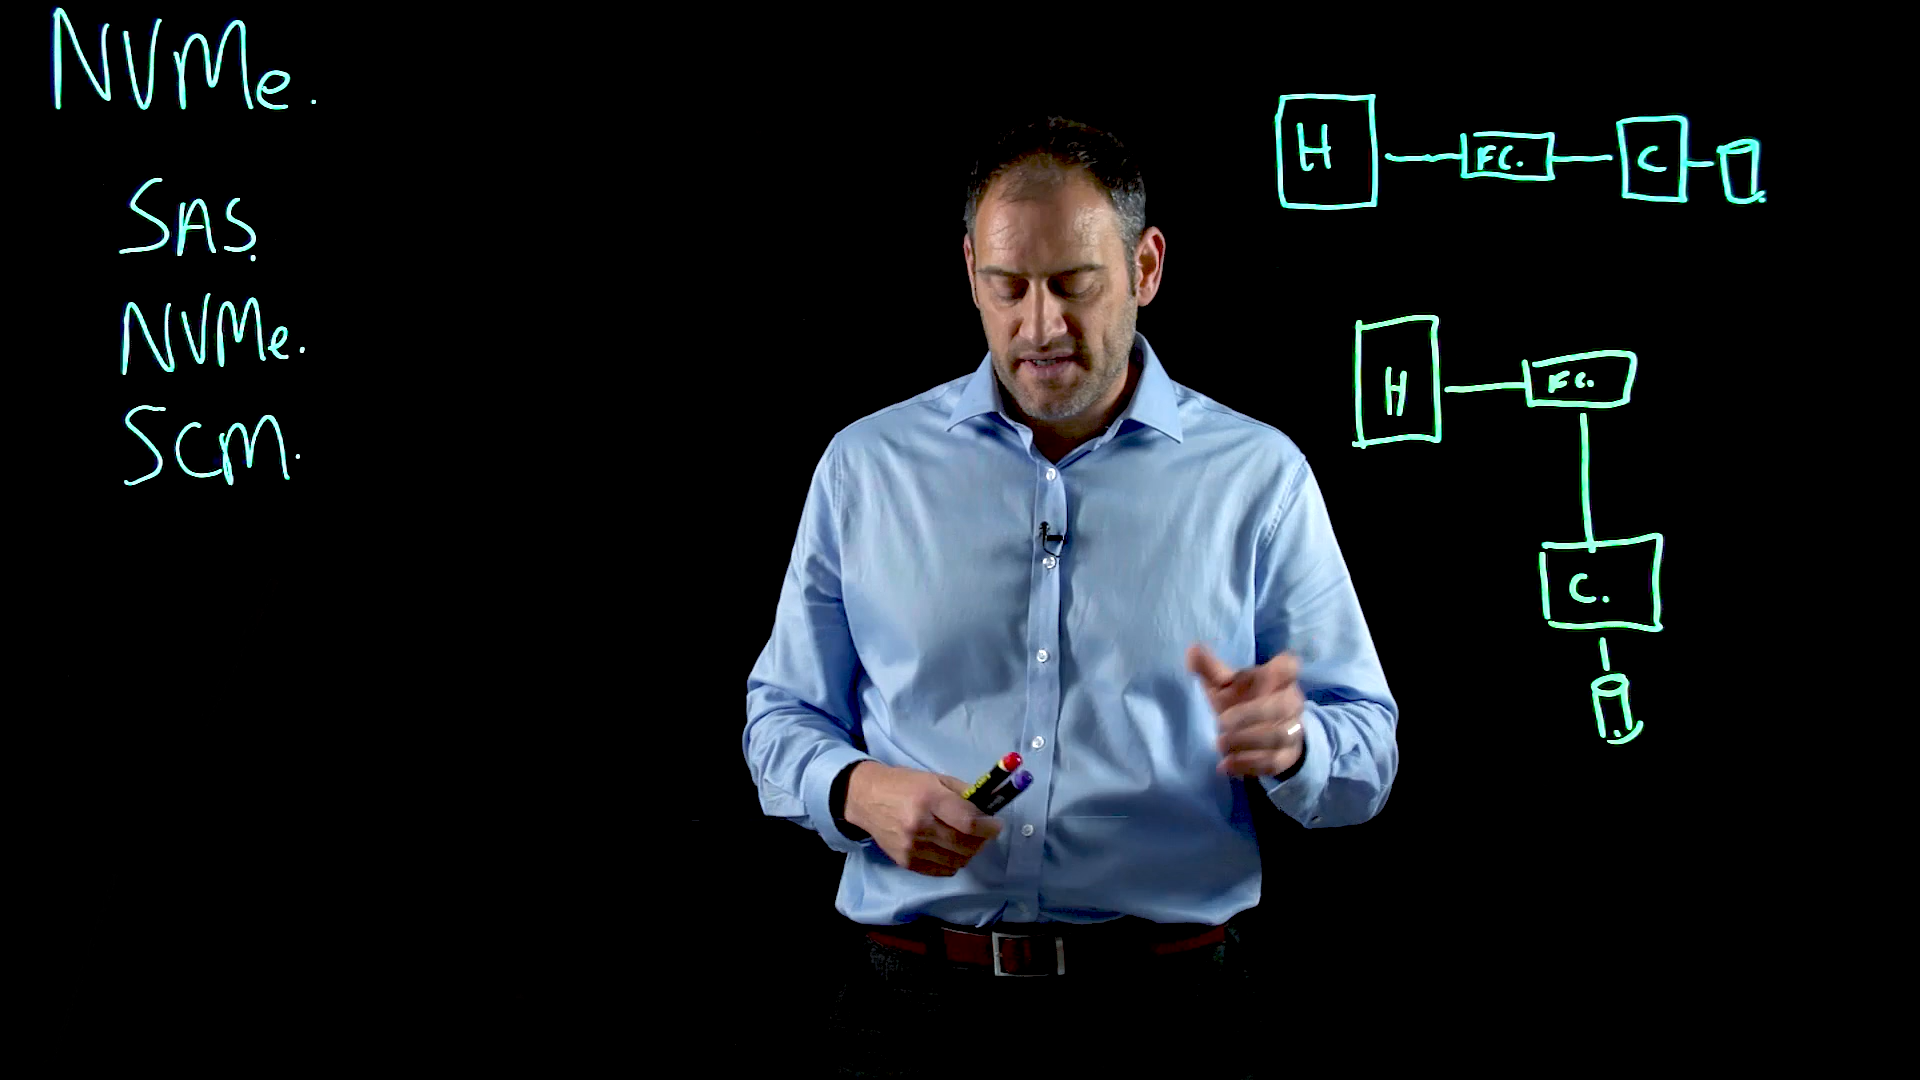 NVMe.
SAS.
NVMe.
SCM.
H FC. C
H FC.
C.